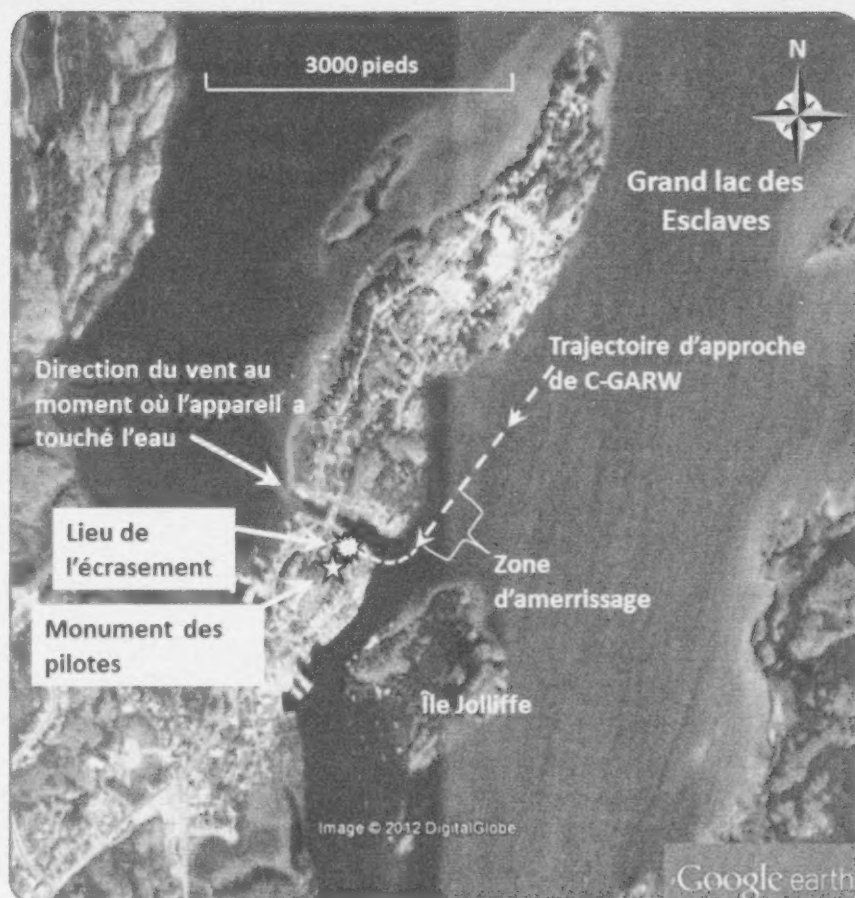 3000 pieds
N
Grand lac des
Esclaves
Trajectoire d'approche
de C-GARW
Direction du vent au
moment où l'appareil a
touché l'eau
Lieu de
l'écrasement
Zone
d'amerrissage
Monument des
pilotes
Île Jolliffe
Image © 2012 DigitalGlobe
Google earth